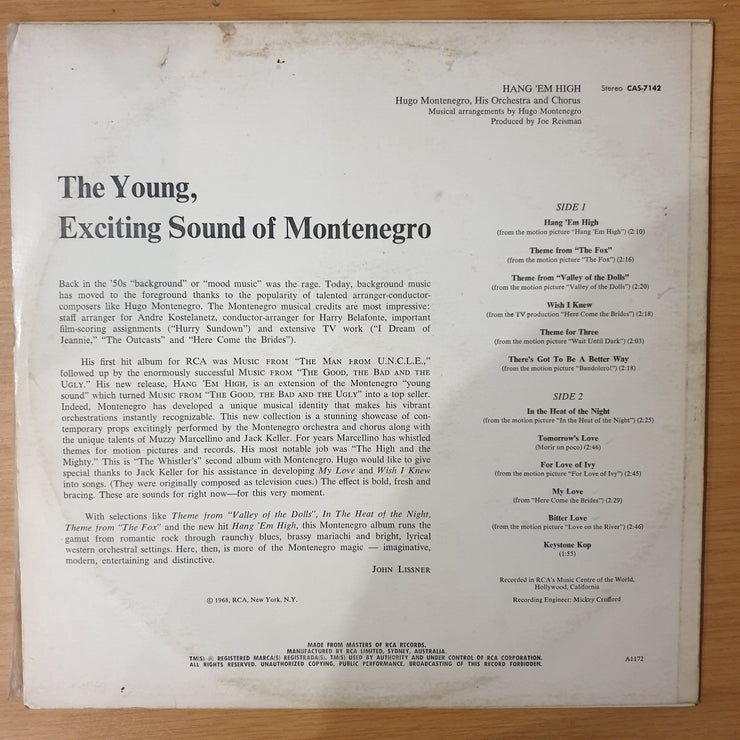 HANG 'EM HIGH
Stereo CAS-7142
Hugo Montenegro, His Orchestra and Chorus
Musical arrangements by Hugo Montenegro
Produced by Joe Reisman
The Young,
Exciting Sound of Montenegro
Back in the '50s “background” or “mood music” was the rage. Today, background music
has moved to the foreground thanks to the popularity of talented arranger-conductor-
composers like Hugo Montenegro. The Montenegro musical credits are most impressive:
staff arranger for Andre Kostelanetz, conductor-arranger for Harry Belafonte, important
film-scoring assignments (“Hurry Sundown”) and extensive TV work (“I Dream of
Jeannie,” “The Outcasts” and “Here Come the Brides”).
His first hit album for RCA was MUSIC FROM “THE MAN FROM U.N.C.L.E.,”
followed up by the enormously successful MUSIC FROM “THE GOOD, THE BAD AND THE
UGLY.” His new release, HANG 'EM HIGH, is an extension of the Montenegro “young
sound” which turned MUSIC FROM “THE GOOD, THE BAD AND THE UGLY” into a top seller.
Indeed, Montenegro has developed a unique musical identity that makes his vibrant
orchestrations instantly recognizable. This new collection is a stunning showcase of con-
temporary props excitingly performed by the Montenegro orchestra and chorus along with
the unique talents of Muzzy Marcellino and Jack Keller. For years Marcellino has whistled
themes for motion pictures and records. His most notable job was “The High and the
Mighty.” This is “The Whistler's” second album with Montenegro. Hugo would like to give
special thanks to Jack Keller for his assistance in developing My Love and Wish I Knew
into songs. (They were originally composed as television cues.) The effect is bold, fresh and
bracing. These are sounds for right now—for this very moment.
With selections like Theme from “Valley of the Dolls”, In The Heat of the Night,
Theme from “The Fox” and the new hit Hang 'Em High, this Montenegro album runs the
gamut from romantic rock through raunchy blues, brassy mariachi and bright, lyrical
western orchestral settings. Here, then, is more of the Montenegro magic — imaginative,
modern, entertaining and distinctive.
JOHN LISSNER
© 1968, RCA, New York, N.Y.
SIDE 1
Hang 'Em High
(from the motion picture “Hang 'Em High”) (2:10)
Theme from “The Fox”
(from the motion picture “The Fox”) (2:16)
Theme from “Valley of the Dolls”
(from the motion picture “Valley of the Dolls”) (2:20)
Wish I Knew
(from the TV production “Here Come the Brides”) (2:18)
Theme for Three
(from the motion picture “Wait Until Dark”) (2:03)
There's Got To Be A Better Way
(from the motion picture “Bandolero!”) (2:18)
SIDE 2
In the Heat of the Night
(from the motion picture “In the Heat of the Night”) (2:25)
Tomorrow's Love
(Morir un poco) (2:46)
For Love of Ivy
(from the motion picture “For Love of Ivy”) (2:45)
My Love
(from “Here Come the Brides”) (2:29)
Bitter Love
(from the motion picture “Love on the River”) (2:46)
Keystone Kop
(1:55)
Recorded in RCA's Music Centre of the World,
Hollywood, California
Recording Engineer: Mickey Crofford
MADE FROM MASTERS OF RCA RECORDS.
MANUFACTURED BY RCA LIMITED, SYDNEY, AUSTRALIA.
TM(S) ® REGISTERED MARCA(S) REGISTRADA(S). TM(S) USED BY AUTHORITY AND UNDER CONTROL OF RCA CORPORATION.
ALL RIGHTS RESERVED. UNAUTHORIZED COPYING, PUBLIC PERFORMANCE, BROADCASTING OF THIS RECORD FORBIDDEN.
A1172